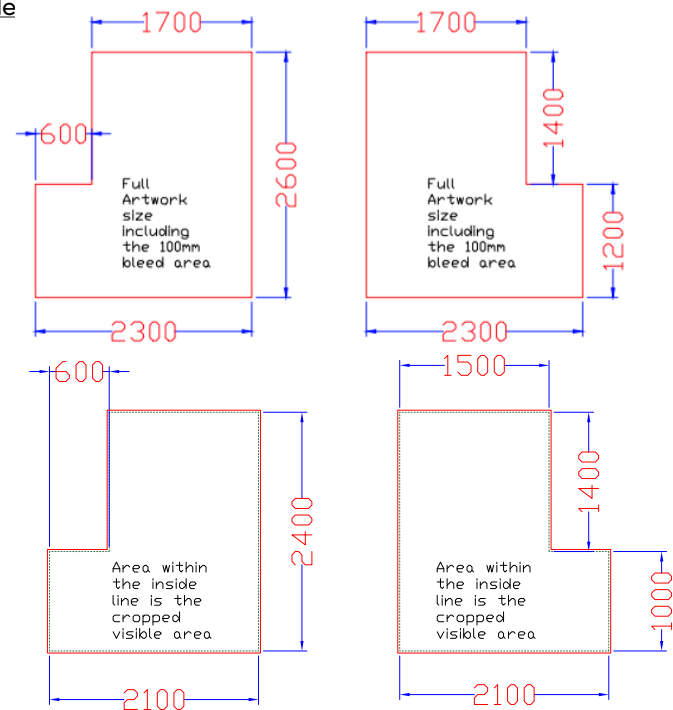 le
1700
1700
600
1400
2600
Full
Artwork
size
including
the 100mm
bleed area
Full
Artwork
size
including
the 100mm
bleed area
1200
2300
2300
600
1500
1400
2400
Area within
the inside
line is the
cropped
visible area
Area within
the inside
line is the
cropped
visible area
1000
2100
2100